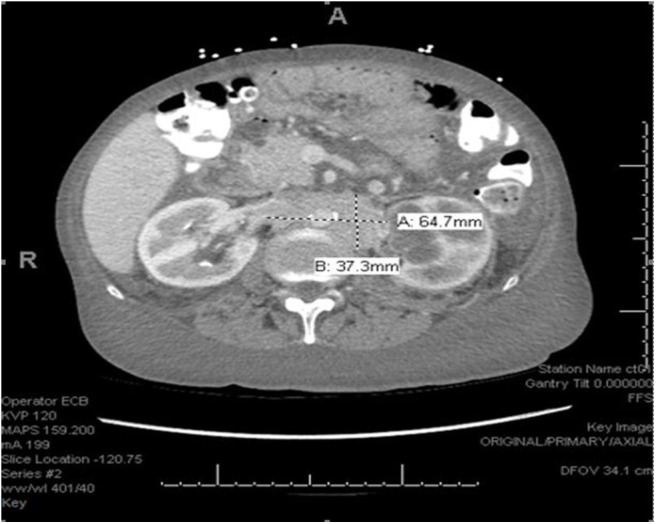 A
R
A: 64.7mm
B: 37.3mm
Station Name ct01
Gantry Tilt 0.000000
FFS
Key Image
ORIGINAL/PRIMARY/AXIAL
DFOV 34.1 cm
Operator ECB
KVP 120
MAPS 159.200
mA 199
Slice Location -120.75
Series #2
ww/wl 401/40
Key